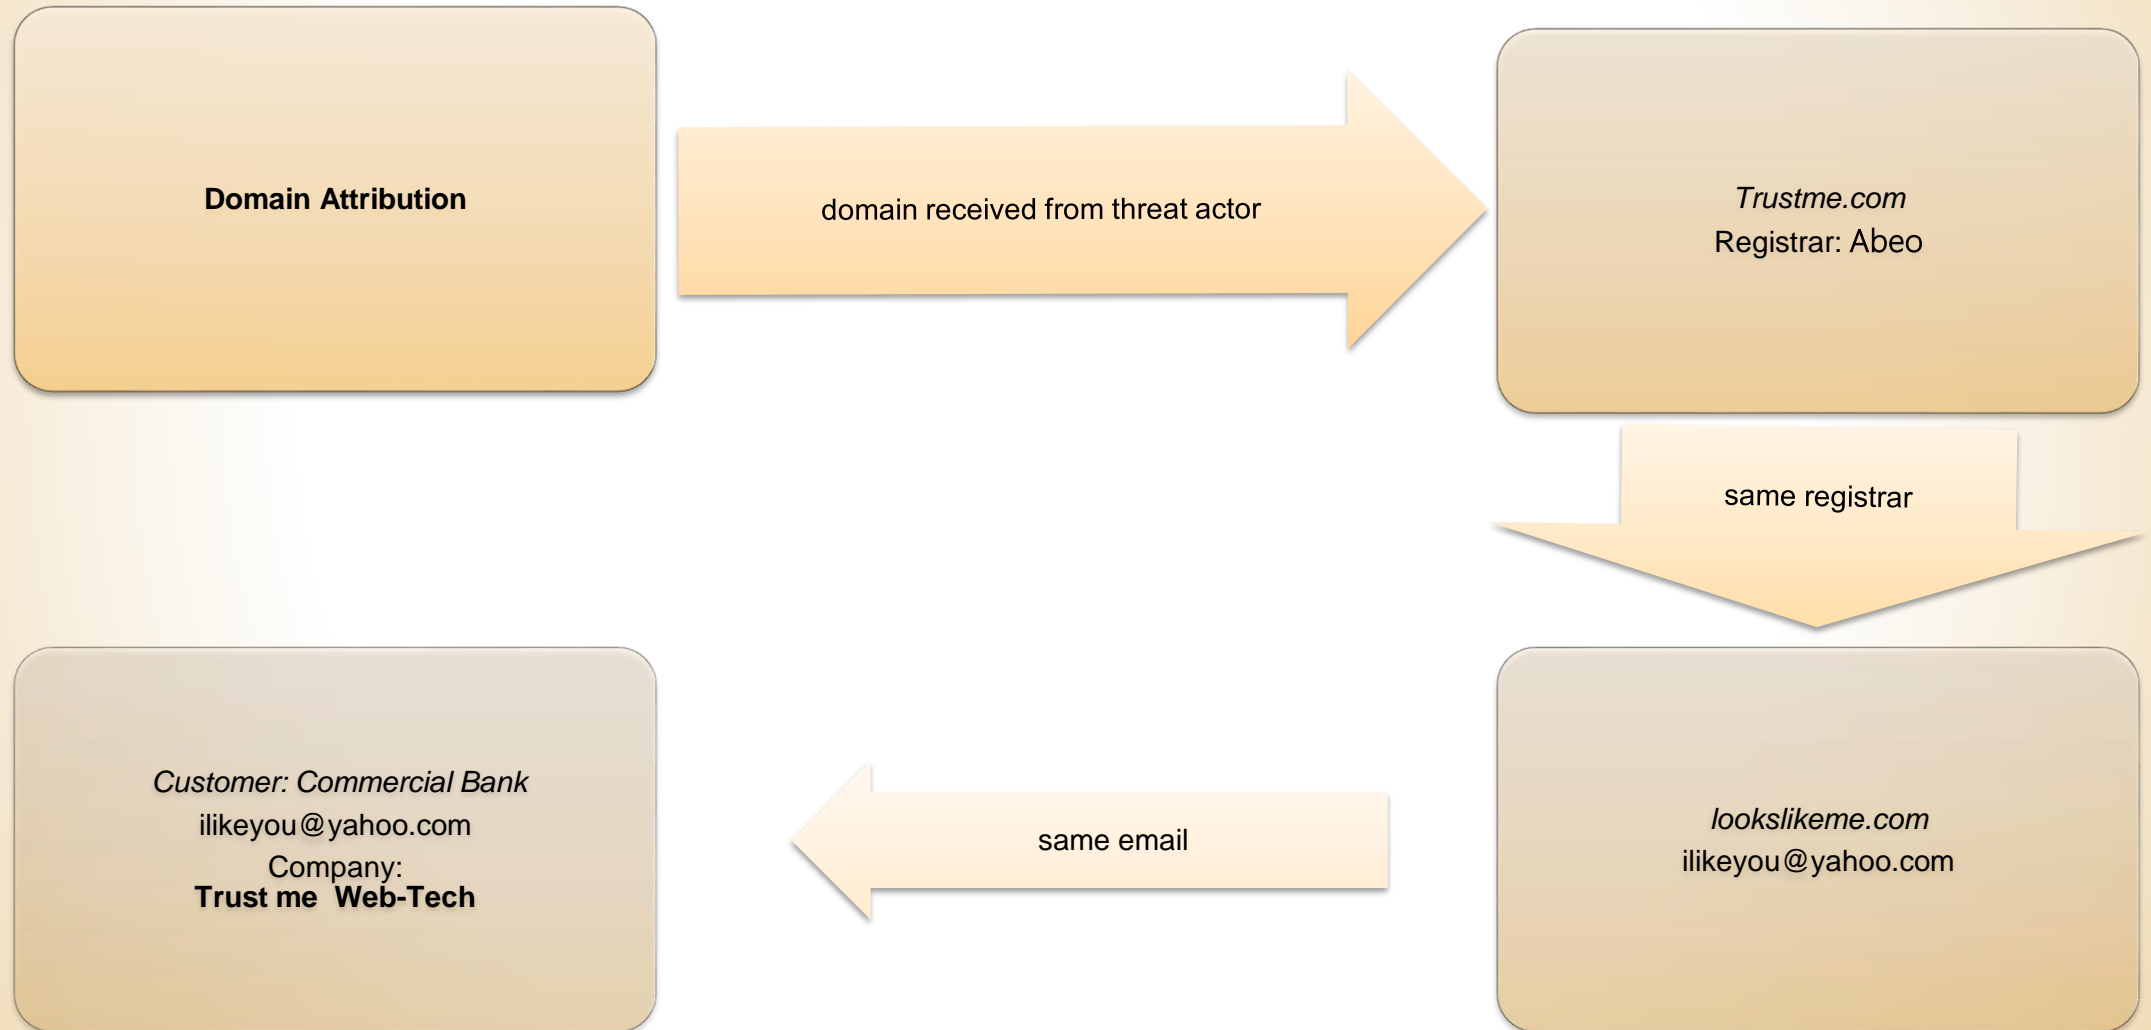 Domain Attribution
domain received from threat actor
Trustme.com
Registrar: Abeo
same registrar
lookslikeme.com
ilikeyou@yahoo.com
same email
Customer: Commercial Bank
ilikeyou@yahoo.com
Company:
Trust me  Web-Tech